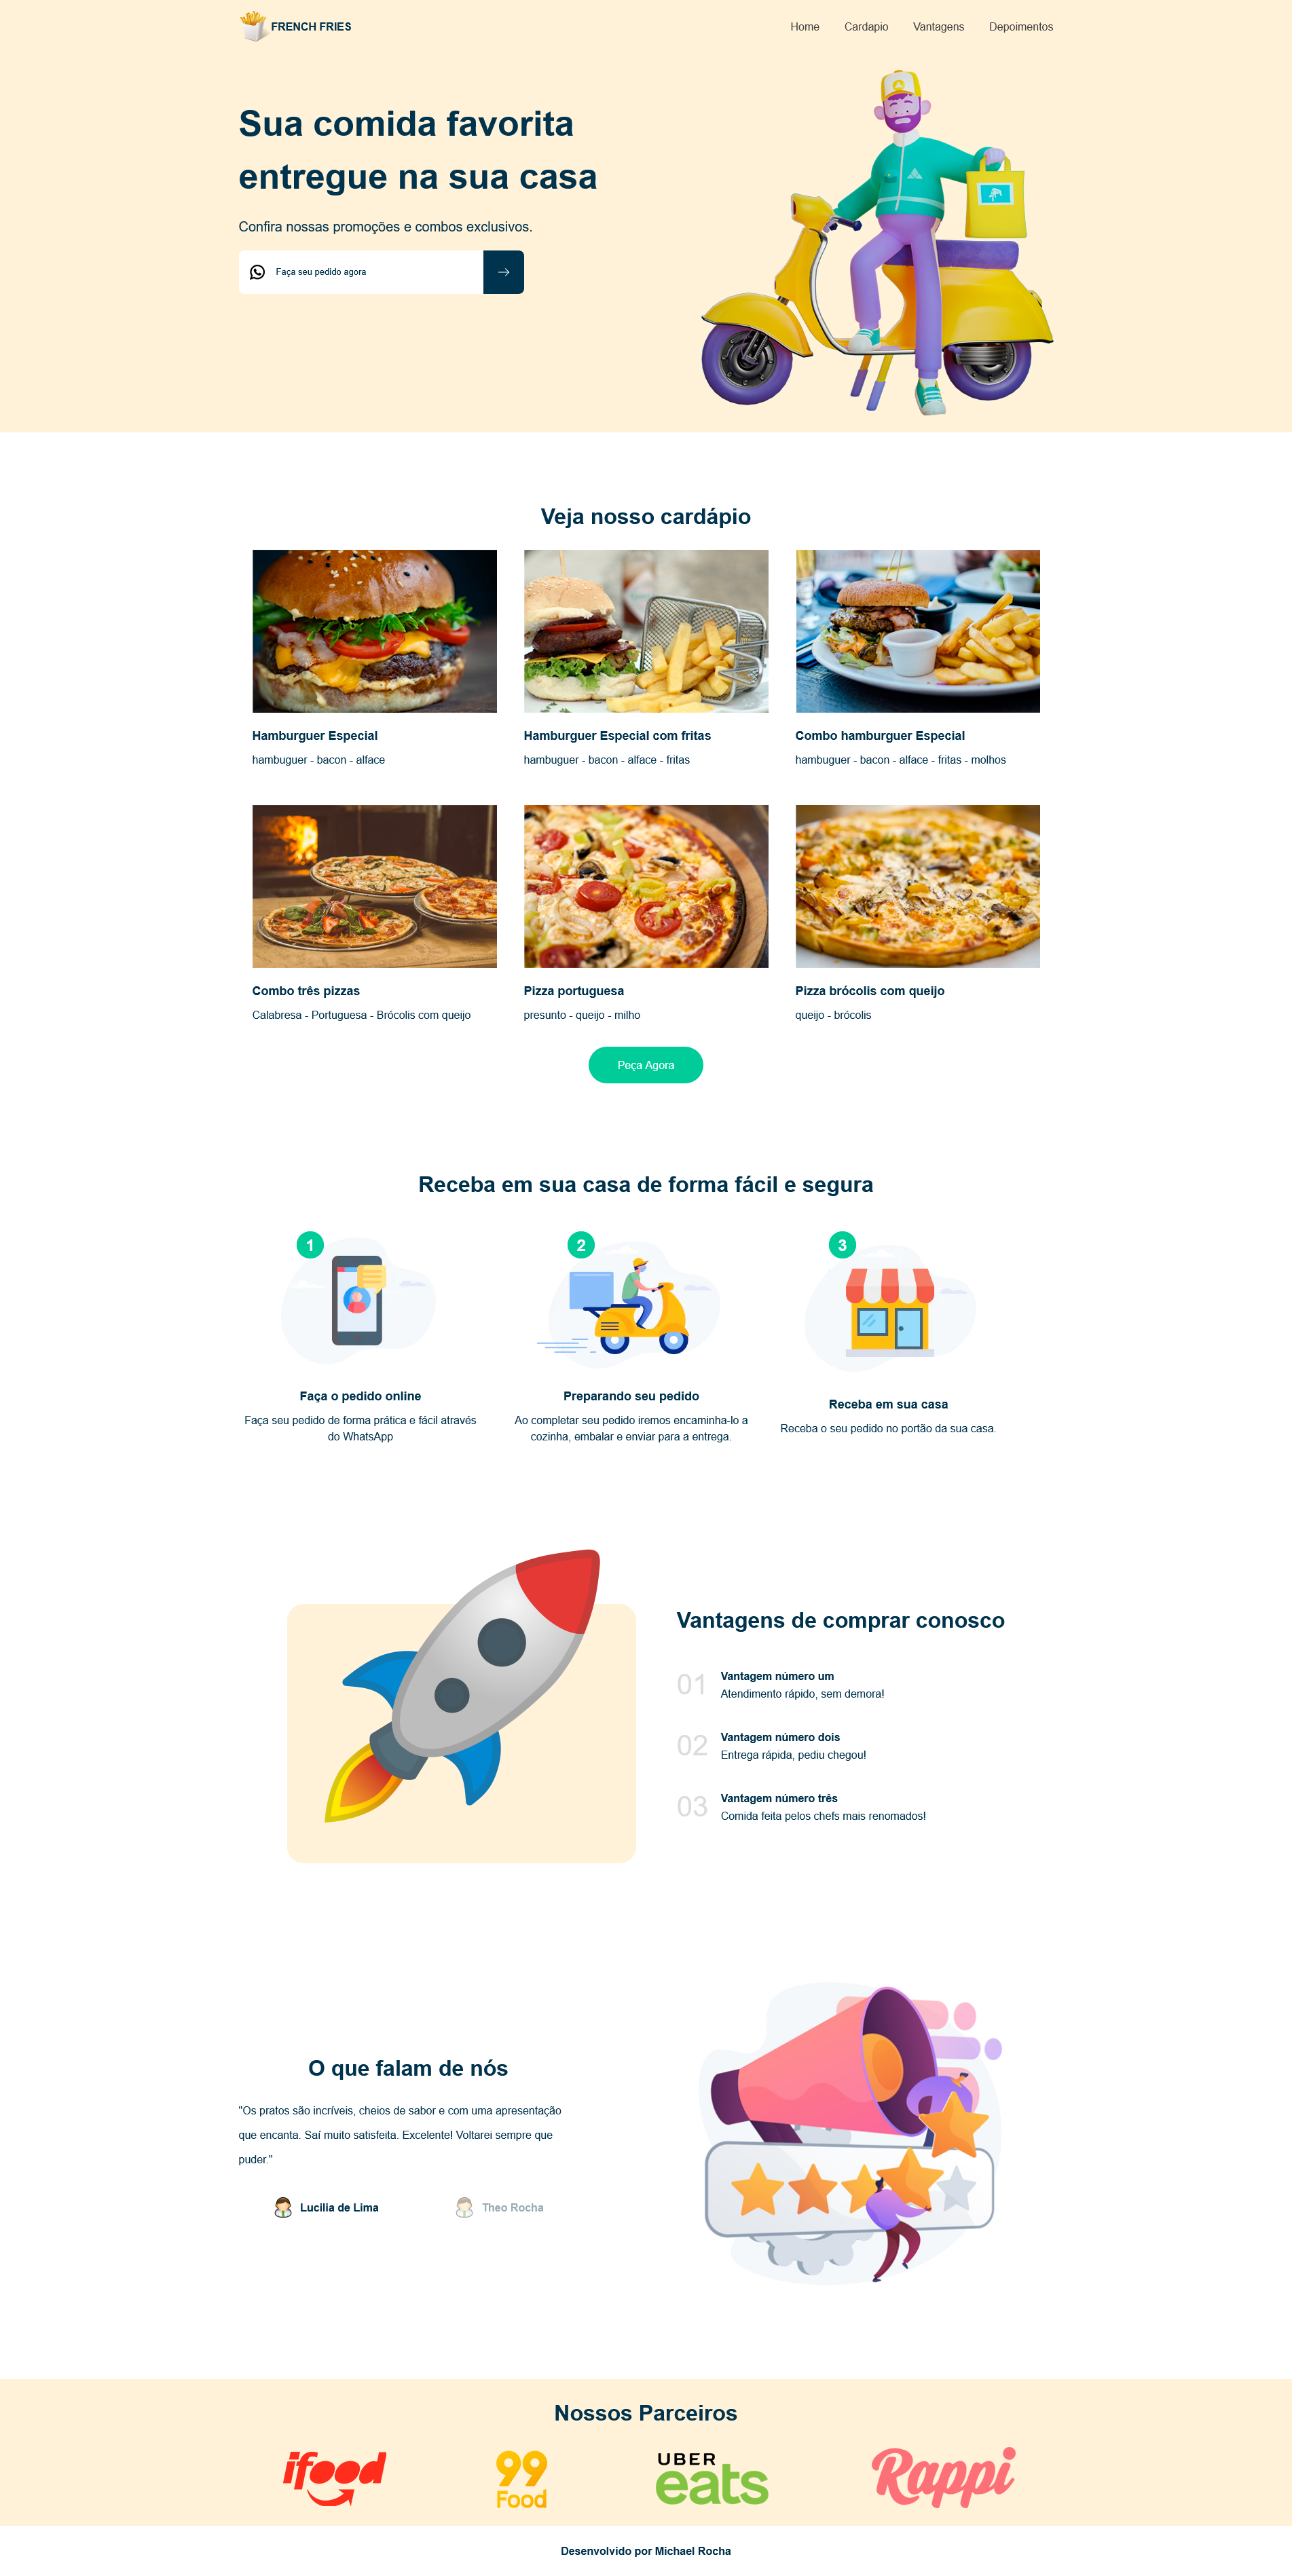 FRENCH FRIES
Home
Cardapio
Vantagens
Depoimentos
Sua comida favorita
entregue na sua casa
Confira nossas promoções e combos exclusivos.
Faça seu pedido agora
Veja nosso cardápio
Hamburguer Especial
hambuguer - bacon - alface
Hamburguer Especial com fritas
hambuguer - bacon - alface - fritas
Combo hamburguer Especial
hambuguer - bacon - alface - fritas - molhos
Combo três pizzas
Calabresa - Portuguesa - Brócolis com queijo
Pizza portuguesa
presunto - queijo - milho
Pizza brócolis com queijo
queijo - brócolis
Peça Agora
Receba em sua casa de forma fácil e segura
1
Faça o pedido online
Faça seu pedido de forma prática e fácil através
do WhatsApp
2
Preparando seu pedido
Ao completar seu pedido iremos encaminha-lo a
cozinha, embalar e enviar para a entrega.
3
Receba em sua casa
Receba o seu pedido no portão da sua casa.
Vantagens de comprar conosco
01
Vantagem número um
Atendimento rápido, sem demora!
02
Vantagem número dois
Entrega rápida, pediu chegou!
03
Vantagem número três
Comida feita pelos chefs mais renomados!
O que falam de nós
"Os pratos são incríveis, cheios de sabor e com uma apresentação
que encanta. Saí muito satisfeita. Excelente! Voltarei sempre que
puder."
Lucilia de Lima
Theo Rocha
Nossos Parceiros
ifood
99
Food
UBER
eats
Rappi
Desenvolvido por Michael Rocha